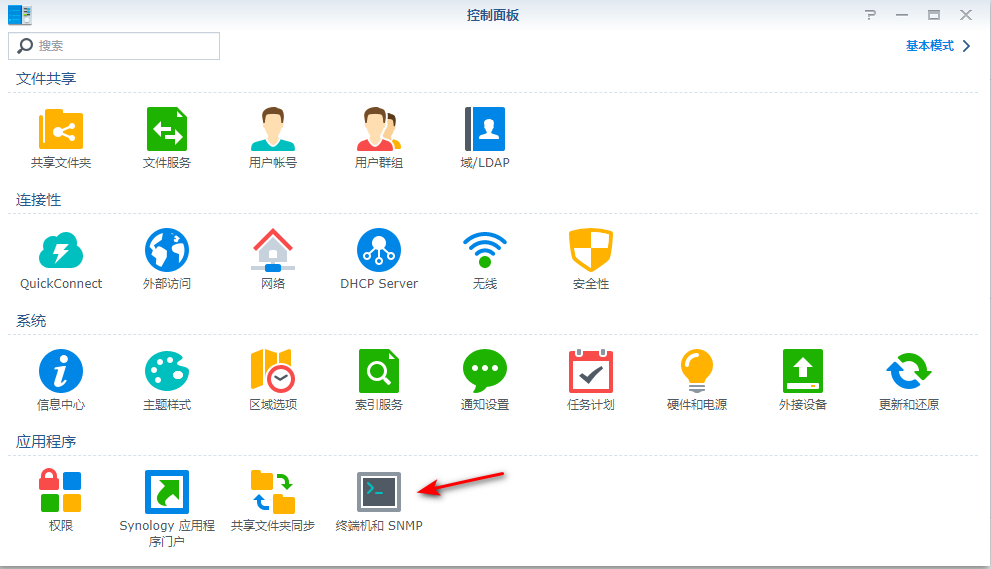 控制面板
搜索
基本模式
文件共享
共享文件夹
文件服务
用户帐号
用户群组
域/LDAP
连接性
QuickConnect
外部访问
网络
DHCP Server
无线
安全性
系统
信息中心
主题样式
区域选项
索引服务
通知设置
任务计划
硬件和电源
外接设备
更新和还原
应用程序
权限
Synology 应用程
序门户
共享文件夹同步
终端机和 SNMP